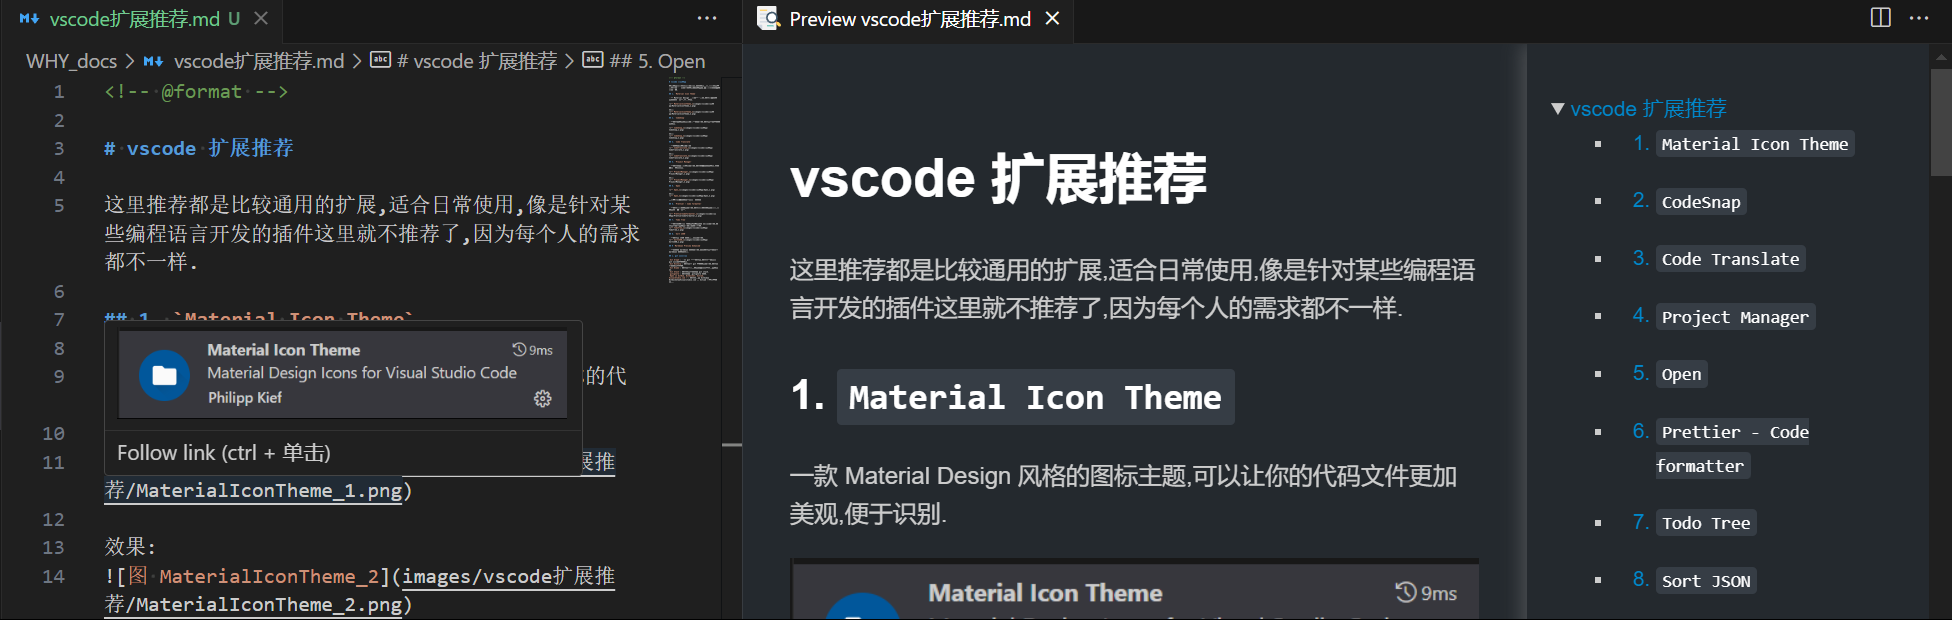 vscode扩展推荐.md U
WHY_docs > vscode扩展推荐.md > # vscode 扩展推荐 > ## 5. Open
1 <!-- @format -->
2
3 # vscode 扩展推荐
4
5 这里推荐都是比较通用的扩展,适合日常使用,像是针对某
些编程语言开发的插件这里就不推荐了,因为每个人的需求
都不一样.
6
7 ## 1. `Material Icon Theme`
8
Material Icon Theme 9ms
Material Design Icons for Visual Studio Code
Philipp Kief
9 的代
10
Follow link (ctrl + 单击)
11 展推
荐/MaterialIconTheme_1.png)
12
13 效果:
14 ![图 MaterialIconTheme_2](images/vscode扩展推
荐/MaterialIconTheme_2.png)
Preview vscode扩展推荐.md
vscode 扩展推荐
这里推荐都是比较通用的扩展,适合日常使用,像是针对某些编程语
言开发的插件这里就不推荐了,因为每个人的需求都不一样.
1. Material Icon Theme
一款 Material Design 风格的图标主题,可以让你的代码文件更加
美观,便于识别.
Material Icon Theme 9ms
vscode 扩展推荐
1. Material Icon Theme
2. CodeSnap
3. Code Translate
4. Project Manager
5. Open
6. Prettier - Code
formatter
7. Todo Tree
8. Sort JSON